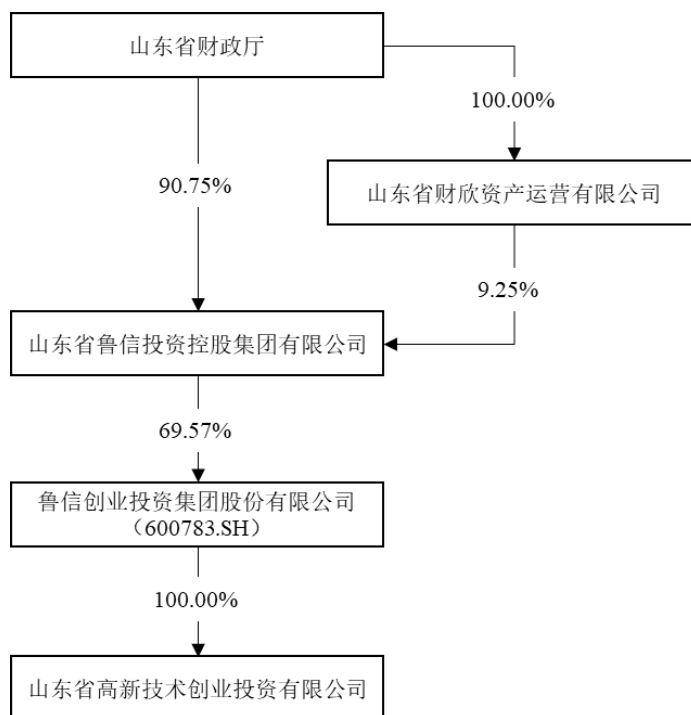 山东省财政厅
100.00%
90.75%
山东省财欣资产运营有限公司
9.25%
山东省鲁信投资控股集团有限公司
69.57%
鲁信创业投资集团股份有限公司
（600783.SH）
100.00%
山东省高新技术创业投资有限公司